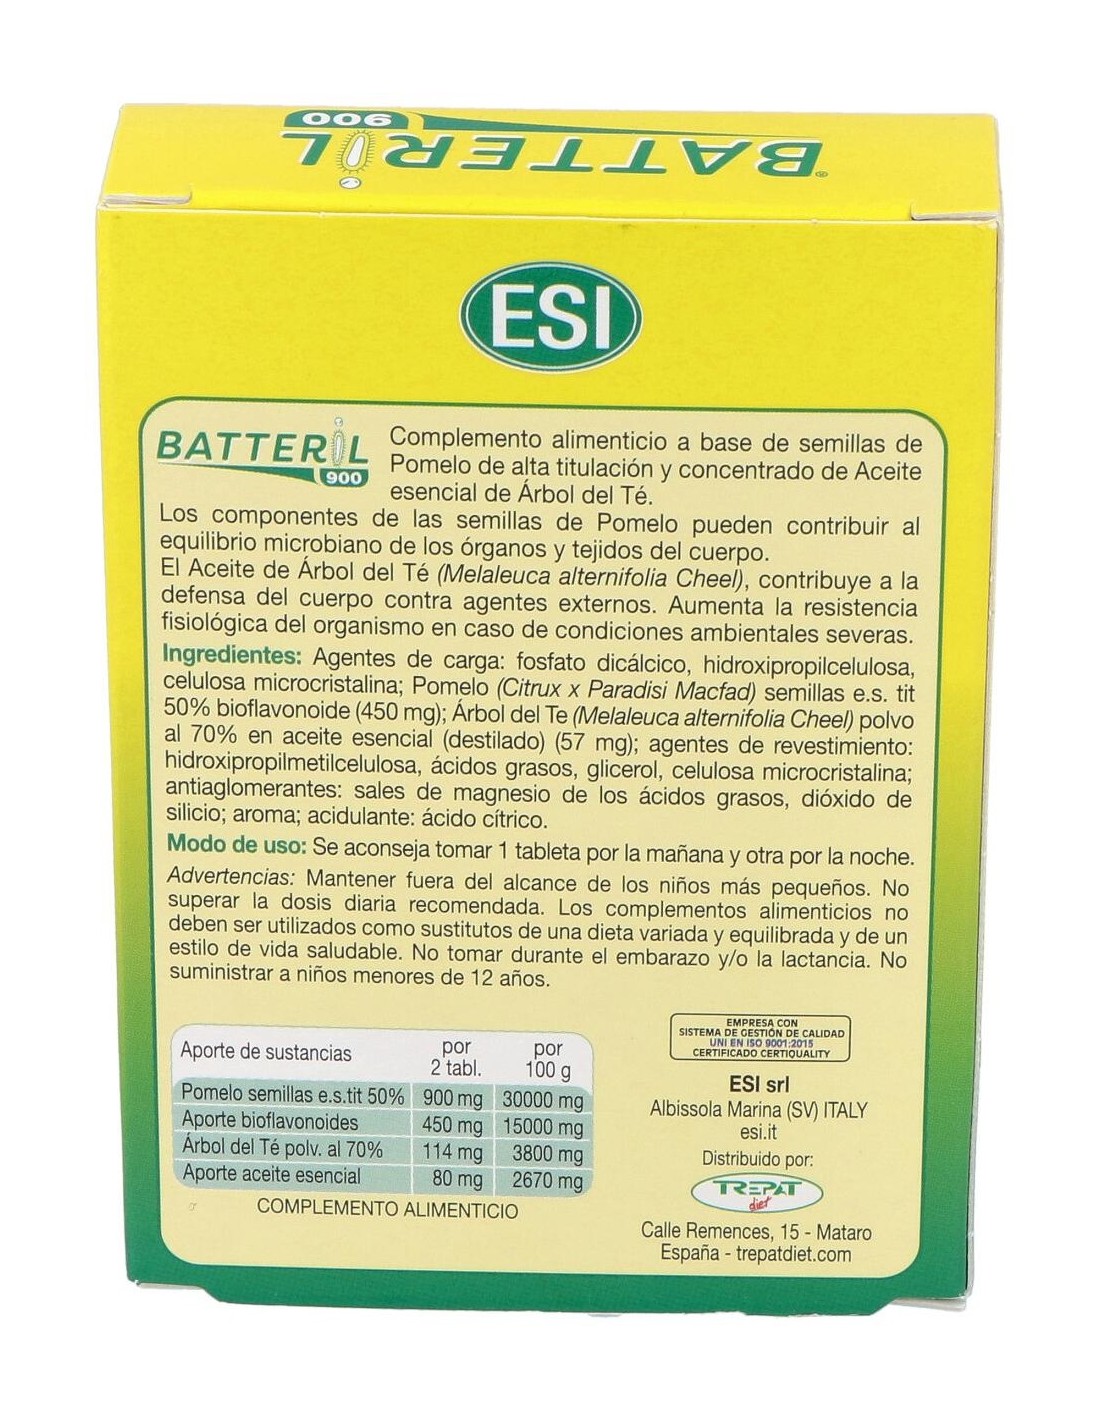 BATTERIL®
900
ESI
BATTERIL
900
Complemento alimenticio a base de semillas de
Pomelo de alta titulación y concentrado de Aceite
esencial de Árbol del Té.
Los componentes de las semillas de Pomelo pueden contribuir al
equilibrio microbiano de los órganos y tejidos del cuerpo.
El Aceite de Árbol del Té (Melaleuca alternifolia Cheel), contribuye a la
defensa del cuerpo contra agentes externos. Aumenta la resistencia
fisiológica del organismo en caso de condiciones ambientales severas.
Ingredientes: Agentes de carga: fosfato dicálcico, hidroxipropilcelulosa,
celulosa microcristalina; Pomelo (Citrux x Paradisi Macfad) semillas e.s. tit
50% bioflavonoide (450 mg); Árbol del Te (Melaleuca alternifolia Cheel) polvo
al 70% en aceite esencial (destilado) (57 mg); agentes de revestimiento:
hidroxipropilmetilcelulosa, ácidos grasos, glicerol, celulosa microcristalina;
antiaglomerantes: sales de magnesio de los ácidos grasos, dióxido de
silicio; aroma; acidulante: ácido cítrico.
Modo de uso: Se aconseja tomar 1 tableta por la mañana y otra por la noche.
Advertencias: Mantener fuera del alcance de los niños más pequeños. No
superar la dosis diaria recomendada. Los complementos alimenticios no
deben ser utilizados como sustitutos de una dieta variada y equilibrada y de un
estilo de vida saludable. No tomar durante el embarazo y/o la lactancia. No
suministrar a niños menores de 12 años.
Aporte de sustancias por 2 tabl. por 100 g
Pomelo semillas e.s.tit 50% 900 mg 30000 mg
Aporte bioflavonoides 450 mg 15000 mg
Árbol del Té polv. al 70% 114 mg 3800 mg
Aporte aceite esencial 80 mg 2670 mg
COMPLEMENTO ALIMENTICIO
EMPRESA CON
SISTEMA DE GESTIÓN DE CALIDAD
UNI EN ISO 9001:2015
CERTIFICADO CERTIQUALITY
ESI srl
Albissola Marina (SV) ITALY
esi.it
Distribuido por:
TREPAT
diet
Calle Remences, 15 - Mataro
España - trepatdiet.com